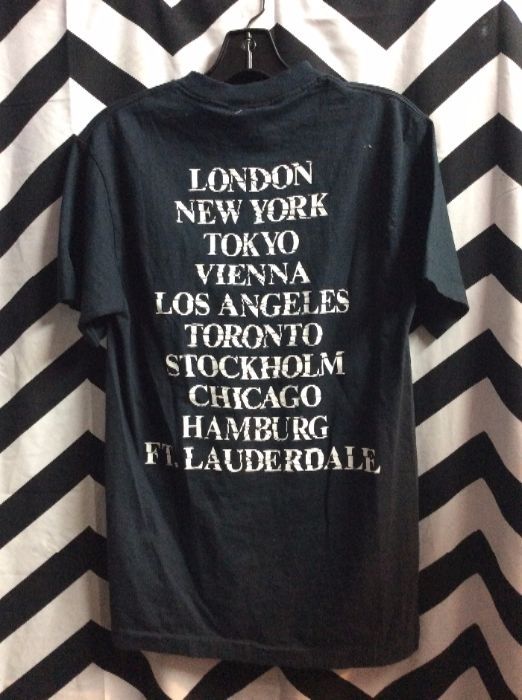 LONDON
NEW YORK
TOKYO
VIENNA
LOS ANGELES
TORONTO
STOCKHOLM
CHICAGO
HAMBURG
FT. LAUDERDALE